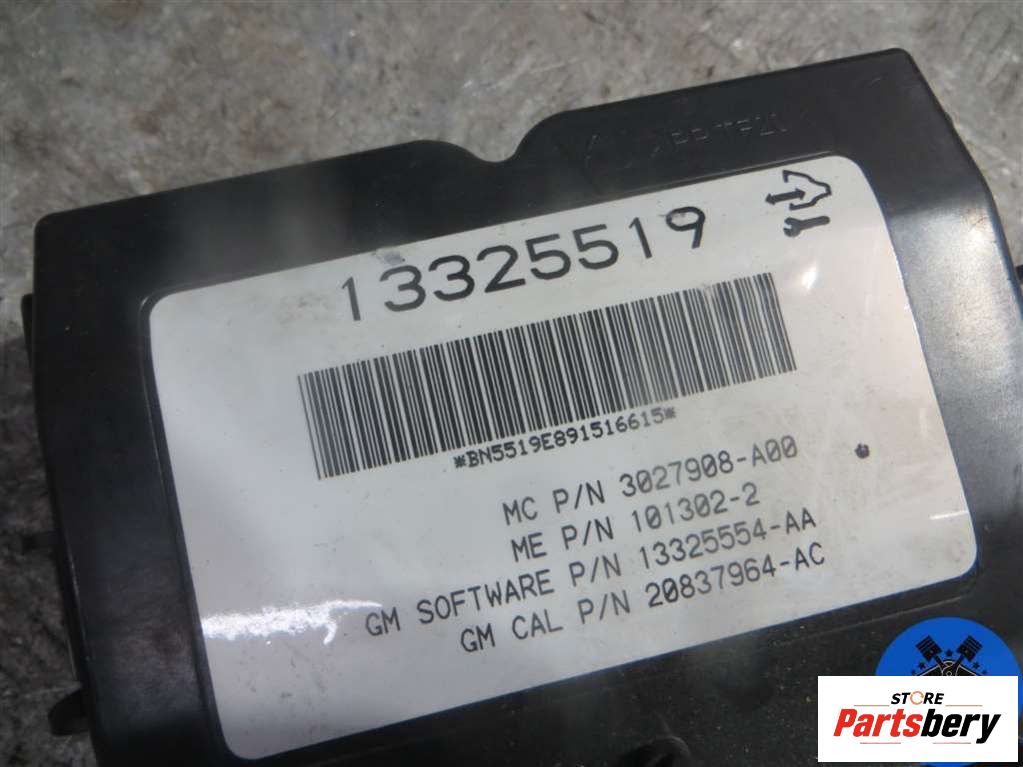 13325519
*BN5519E891516615*
MC P/N 3027908-A00
ME P/N 101302-2
GM SOFTWARE P/N 13325554-AA
GM CAL P/N 20837964-AC
STORE
Partsbery